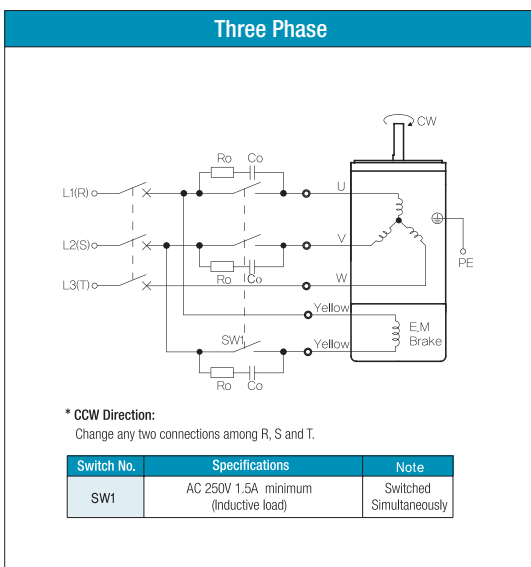 Three Phase
CW
Ro Co
L1(R)
U
L2(S)
V
Ro Co
PE
L3(T)
W
Yellow
SW1
Yellow
E,M
Brake
Ro Co
* CCW Direction:
Change any two connections among R, S and T.
Switch No. Specifications Note
SW1 AC 250V 1.5A minimum Switched
(Inductive load) Simultaneously